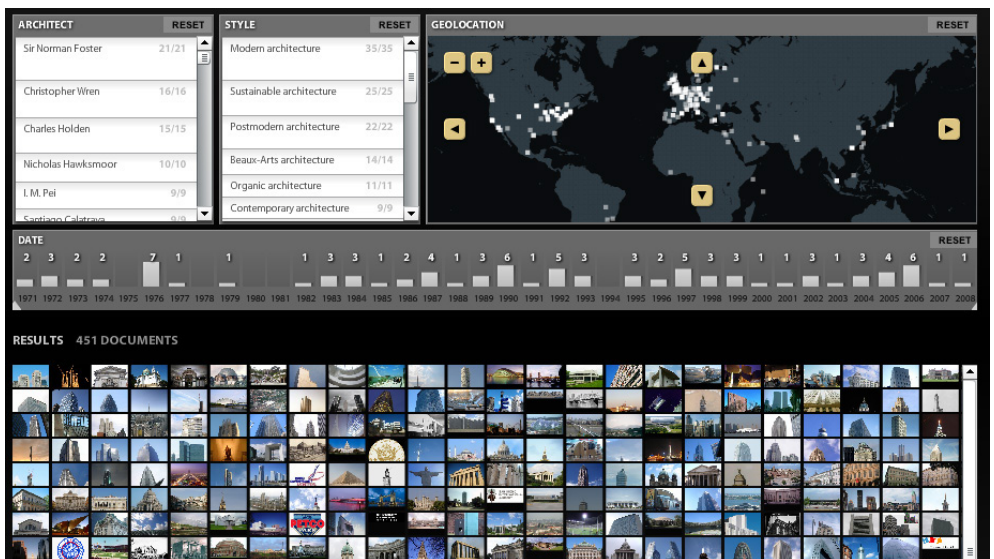 ARCHITECT RESET
Sir Norman Foster 21/21
Christopher Wren 16/16
Charles Holden 15/15
Nicholas Hawksmoor 10/10
I. M. Pei 9/9
Santiago Calatrava 9/9
STYLE RESET
Modern architecture 35/35
Sustainable architecture 25/25
Postmodern architecture 22/22
Beaux-Arts architecture 14/14
Organic architecture 11/11
Contemporary architecture 9/9
GEOLOCATION RESET
DATE RESET
2 3 2 2 7 1 1 1 3 3 1 2 4 1 3 6 1 5 3 3 2 5 3 3 1 1 3 1 3 4 6 1 1
1971 1972 1973 1974 1975 1976 1977 1978 1979 1980 1981 1982 1983 1984 1985 1986 1987 1988 1989 1990 1991 1992 1993 1994 1995 1996 1997 1998 1999 2000 2001 2002 2003 2004 2005 2006 2007 2008
RESULTS 451 DOCUMENTS